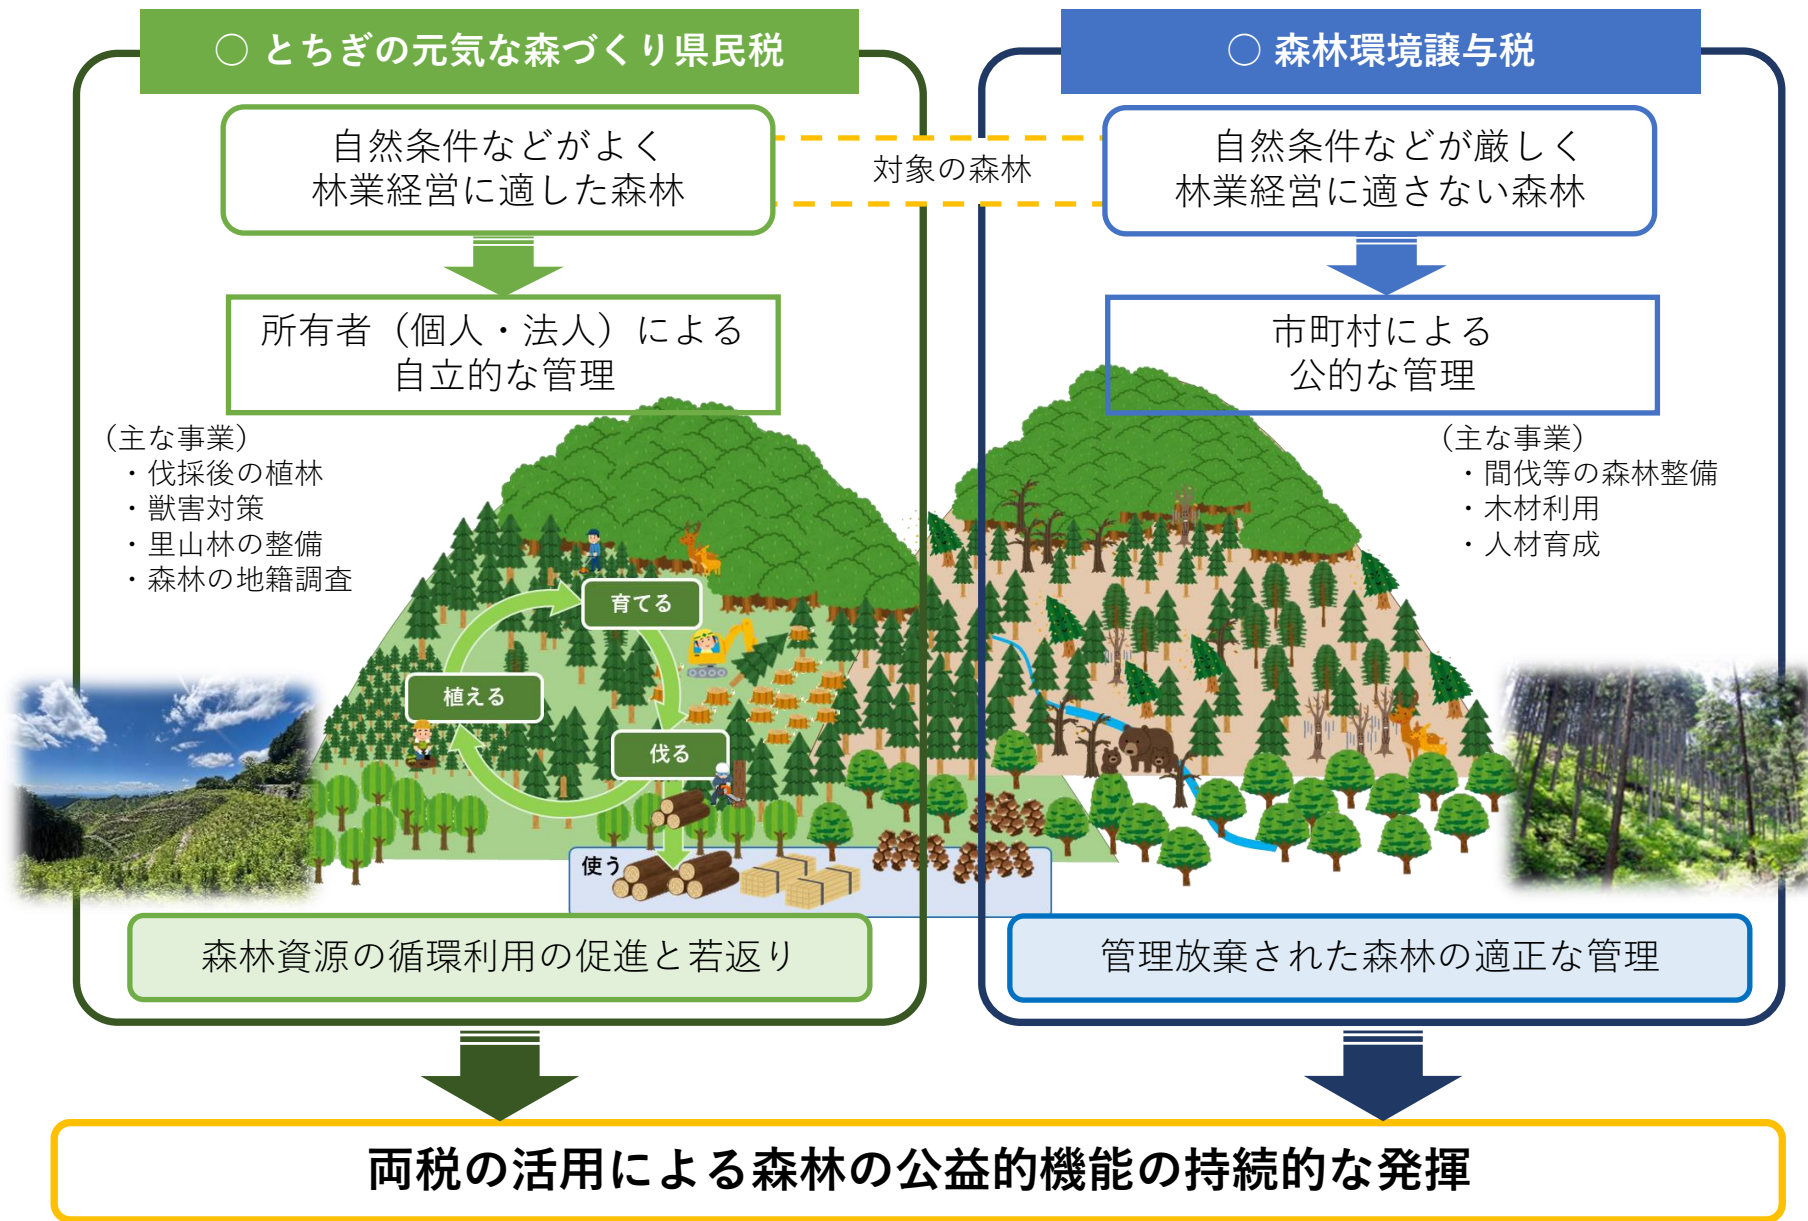 ○ とちぎの元気な森づくり県民税
自然条件などがよく
林業経営に適した森林
対象の森林
所有者（個人・法人）による
自立的な管理
（主な事業）
・伐採後の植林
・獣害対策
・里山林の整備
・森林の地籍調査
育てる
植える
伐る
使う
森林資源の循環利用の促進と若返り
○ 森林環境譲与税
自然条件などが厳しく
林業経営に適さない森林
市町村による
公的な管理
（主な事業）
・間伐等の森林整備
・木材利用
・人材育成
管理放棄された森林の適正な管理
両税の活用による森林の公益的機能の持続的な発揮